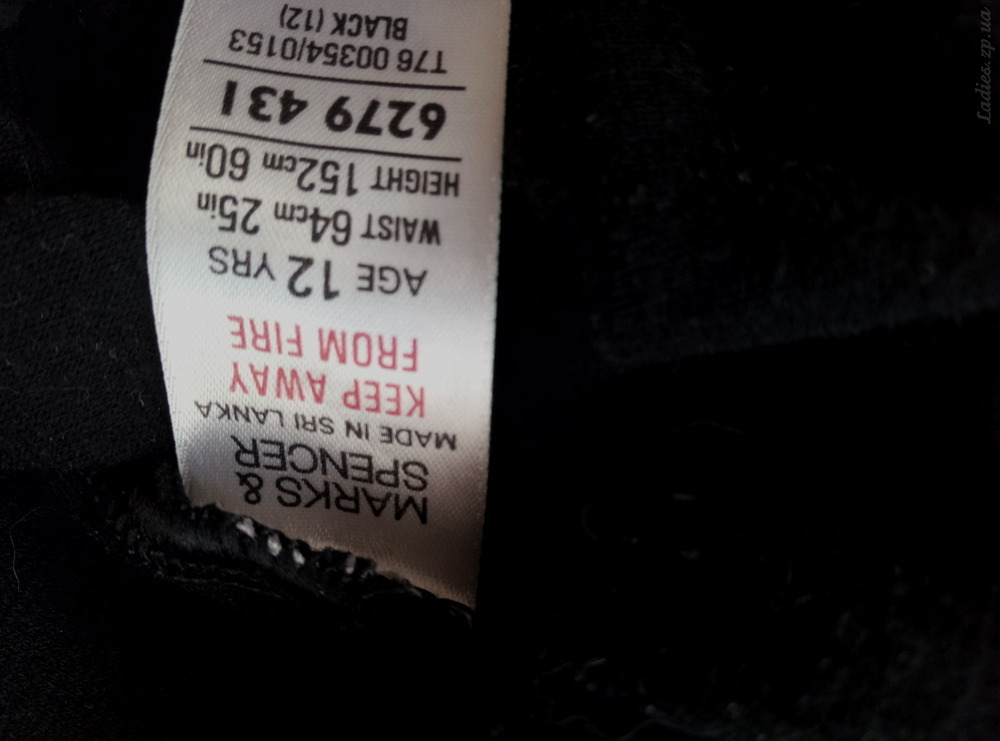 MARKS &
SPENCER
MADE IN SRI LANKA
KEEP AWAY
FROM FIRE
AGE 12 YRS
WAIST 64cm 25in
HEIGHT 152cm 60in
6279 431
T76 00354/0153
BLACK (12)
Ladies.zp.ua